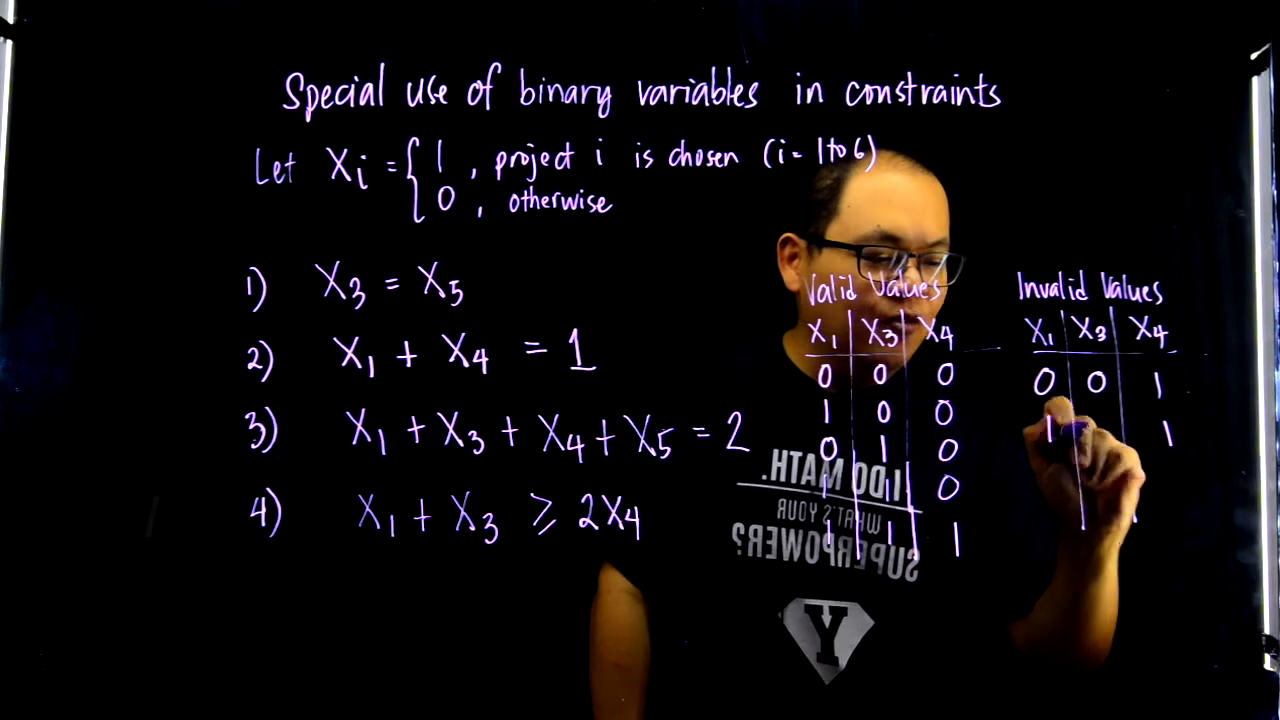 Special use of binary variables in constraints
Let Xi = { 1 , project i is chosen (i = 1 to 6)
0 , otherwise
1) X3 = X5
2) X1 + X4 = 1
3) X1 + X3 + X4 + X5 = 2
4) X1 + X3 ≥ 2X4
Valid Values
X1 X3 X4
0 0 0
1 0 0
0 1 0
1 1 0
1 1 1
Invalid Values
X1 X3 X4
0 0 1
1 1
I DO MATH.
WHAT'S YOUR
SUPERPOWER?
Y